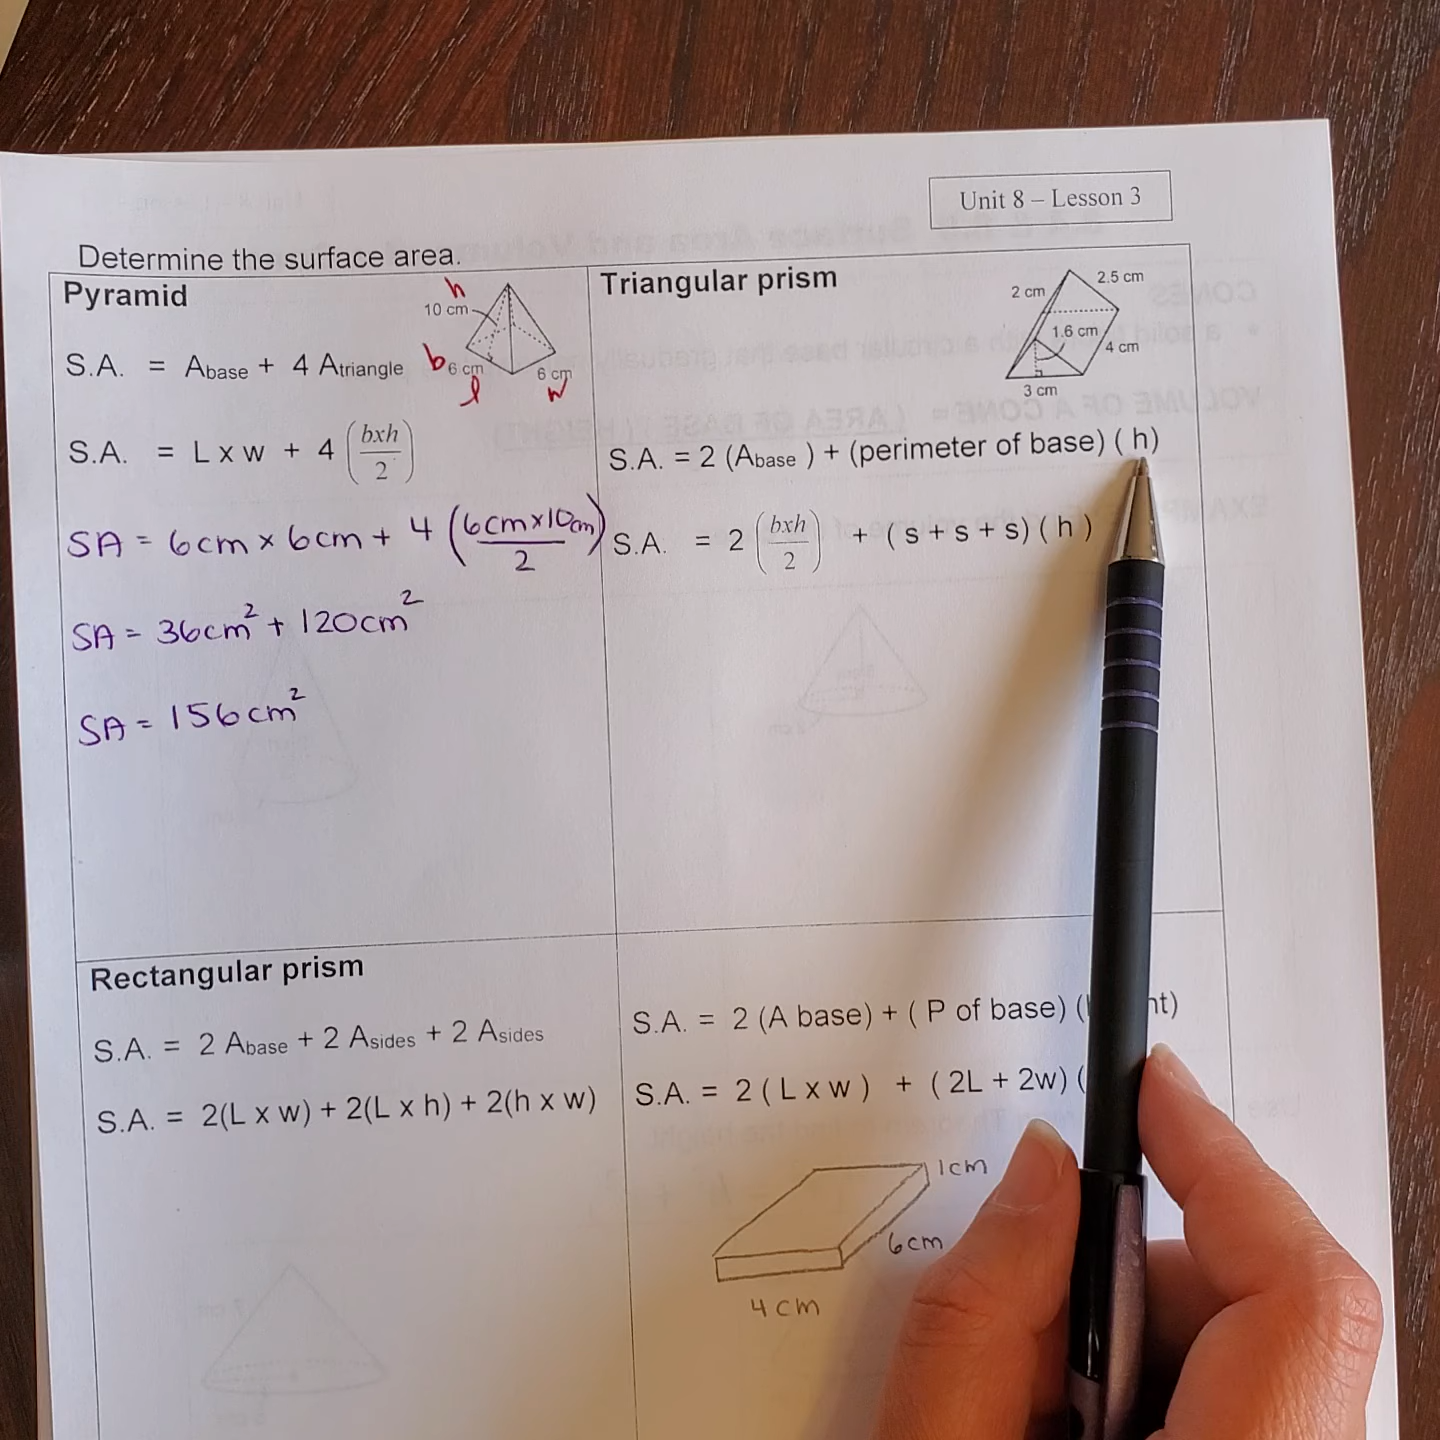 Unit 8 – Lesson 3
Determine the surface area.
Pyramid
h
10 cm
b 6 cm
6 cm
l
w
S.A. = Abase + 4 Atriangle
S.A. = L x w + 4 (bxh/2)
SA = 6cm x 6cm + 4 (6cm x 10cm/2)
SA = 36cm² + 120cm²
SA = 156cm²
Triangular prism
2 cm
2.5 cm
1.6 cm
4 cm
3 cm
S.A. = 2 (Abase ) + (perimeter of base) ( h)
S.A. = 2 (bxh/2) + ( s + s + s) ( h )
Rectangular prism
S.A. = 2 Abase + 2 Asides + 2 Asides
S.A. = 2(L x w) + 2(L x h) + 2(h x w)
S.A. = 2 (A base) + ( P of base) (
S.A. = 2 ( L x w ) + ( 2L + 2w) (
1cm
6cm
4cm